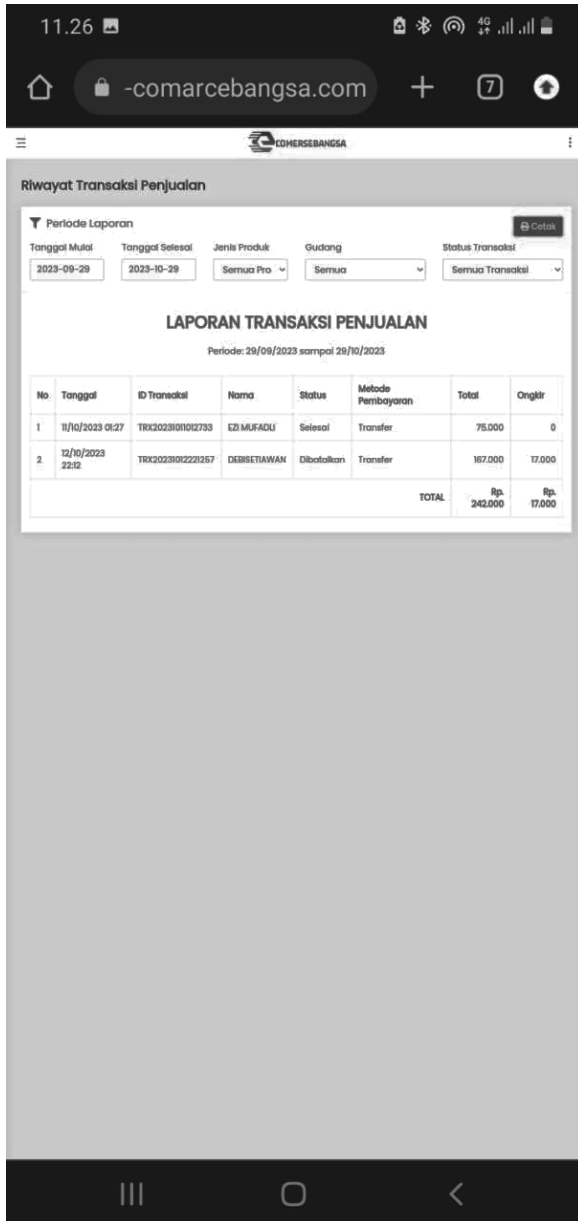 11.26
4G
-comarcebangsa.com
7
COMERSEBANGSA
Riwayat Transaksi Penjualan
Periode Laporan
Cetak
Tanggal Mulai Tanggal Selesai Jenis Produk Gudang Status Transaksi
2023-09-29 2023-10-29 Semua Pro Semua Semua Transaksi
LAPORAN TRANSAKSI PENJUALAN
Periode: 29/09/2023 sampai 29/10/2023
No Tanggal ID Transaksi Nama Status Metode Pembayaran Total Ongkir
1 11/10/2023 01:27 TRX20231011012733 EZI MUFADU Selesai Transfer 75.000 0
2 12/10/2023 22:12 TRX20231012221257 DEBISETIAWAN Dibatalkan Transfer 167.000 17.000
TOTAL Rp. 242.000 Rp. 17.000